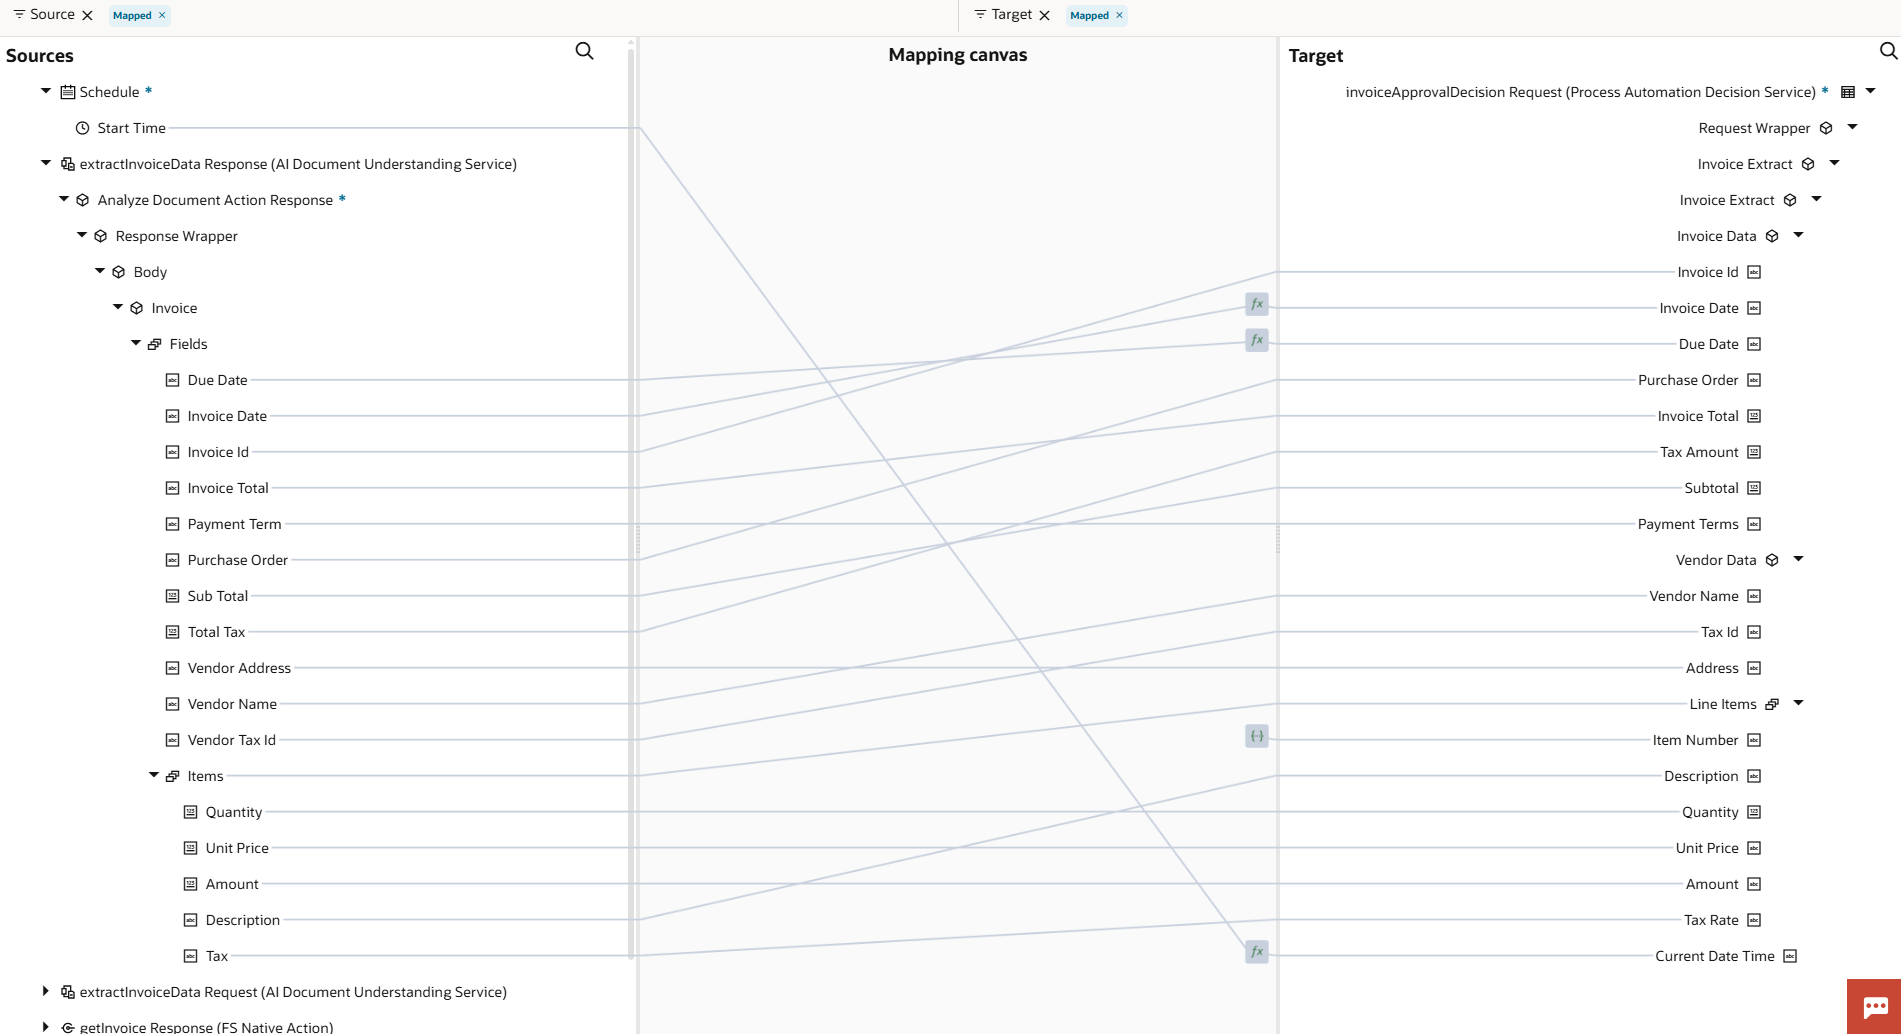 Source Mapped Target Mapped
Sources Mapping canvas Target
Schedule * invoiceApprovalDecision Request (Process Automation Decision Service) *
Start Time Request Wrapper
extractInvoiceData Response (AI Document Understanding Service) Invoice Extract
Analyze Document Action Response * Invoice Extract
Response Wrapper Invoice Data
Body Invoice Id
Invoice fx Invoice Date
Fields fx Due Date
Due Date Purchase Order
Invoice Date Invoice Total
Invoice Id Tax Amount
Invoice Total Subtotal
Payment Term Payment Terms
Purchase Order Vendor Data
Sub Total Vendor Name
Total Tax Tax Id
Vendor Address Address
Vendor Name Line Items
Vendor Tax Id Item Number
Items Description
Quantity Quantity
Unit Price Unit Price
Amount Amount
Description Tax Rate
Tax fx Current Date Time
extractInvoiceData Request (AI Document Understanding Service)
getInvoice Response (FS Native Action)